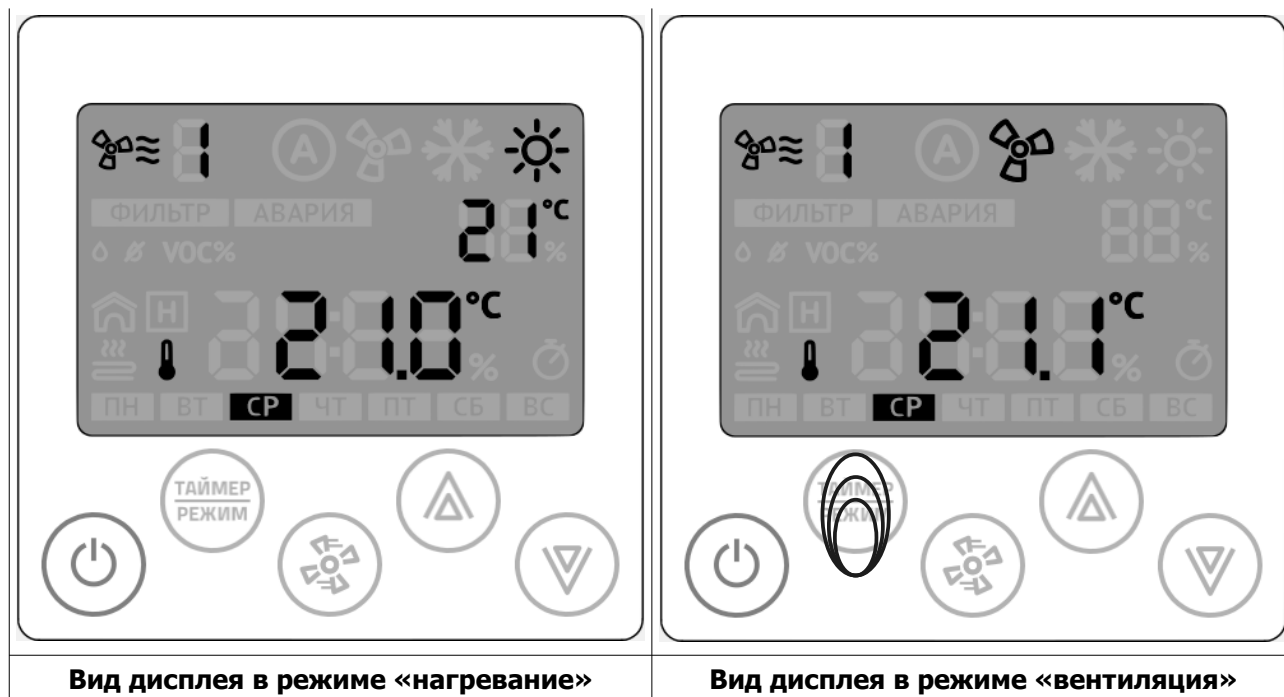 1 A
ФИЛЬТР АВАРИЯ 21°C
VOC% %
H 21.0°C
%
ПН ВТ СР ЧТ ПТ СБ ВС
ТАЙМЕР
РЕЖИМ
Вид дисплея в режиме «нагревание»
1 A
ФИЛЬТР АВАРИЯ 88°C
VOC% %
H 21.1°C
%
ПН ВТ СР ЧТ ПТ СБ ВС
ТАЙМЕР
РЕЖИМ
Вид дисплея в режиме «вентиляция»